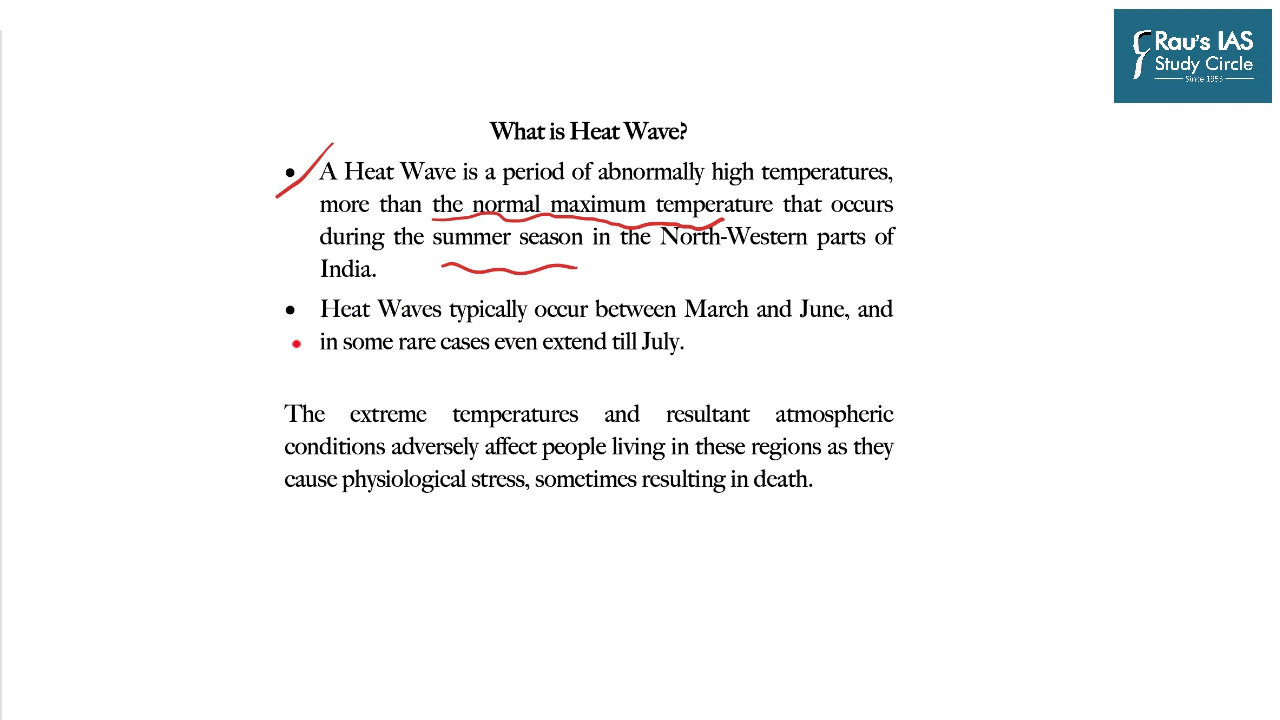 Rau's IAS
Study Circle
Since 1953
What is Heat Wave?
• A Heat Wave is a period of abnormally high temperatures,
more than the normal maximum temperature that occurs
during the summer season in the North-Western parts of
India.
• Heat Waves typically occur between March and June, and
in some rare cases even extend till July.
The extreme temperatures and resultant atmospheric
conditions adversely affect people living in these regions as they
cause physiological stress, sometimes resulting in death.